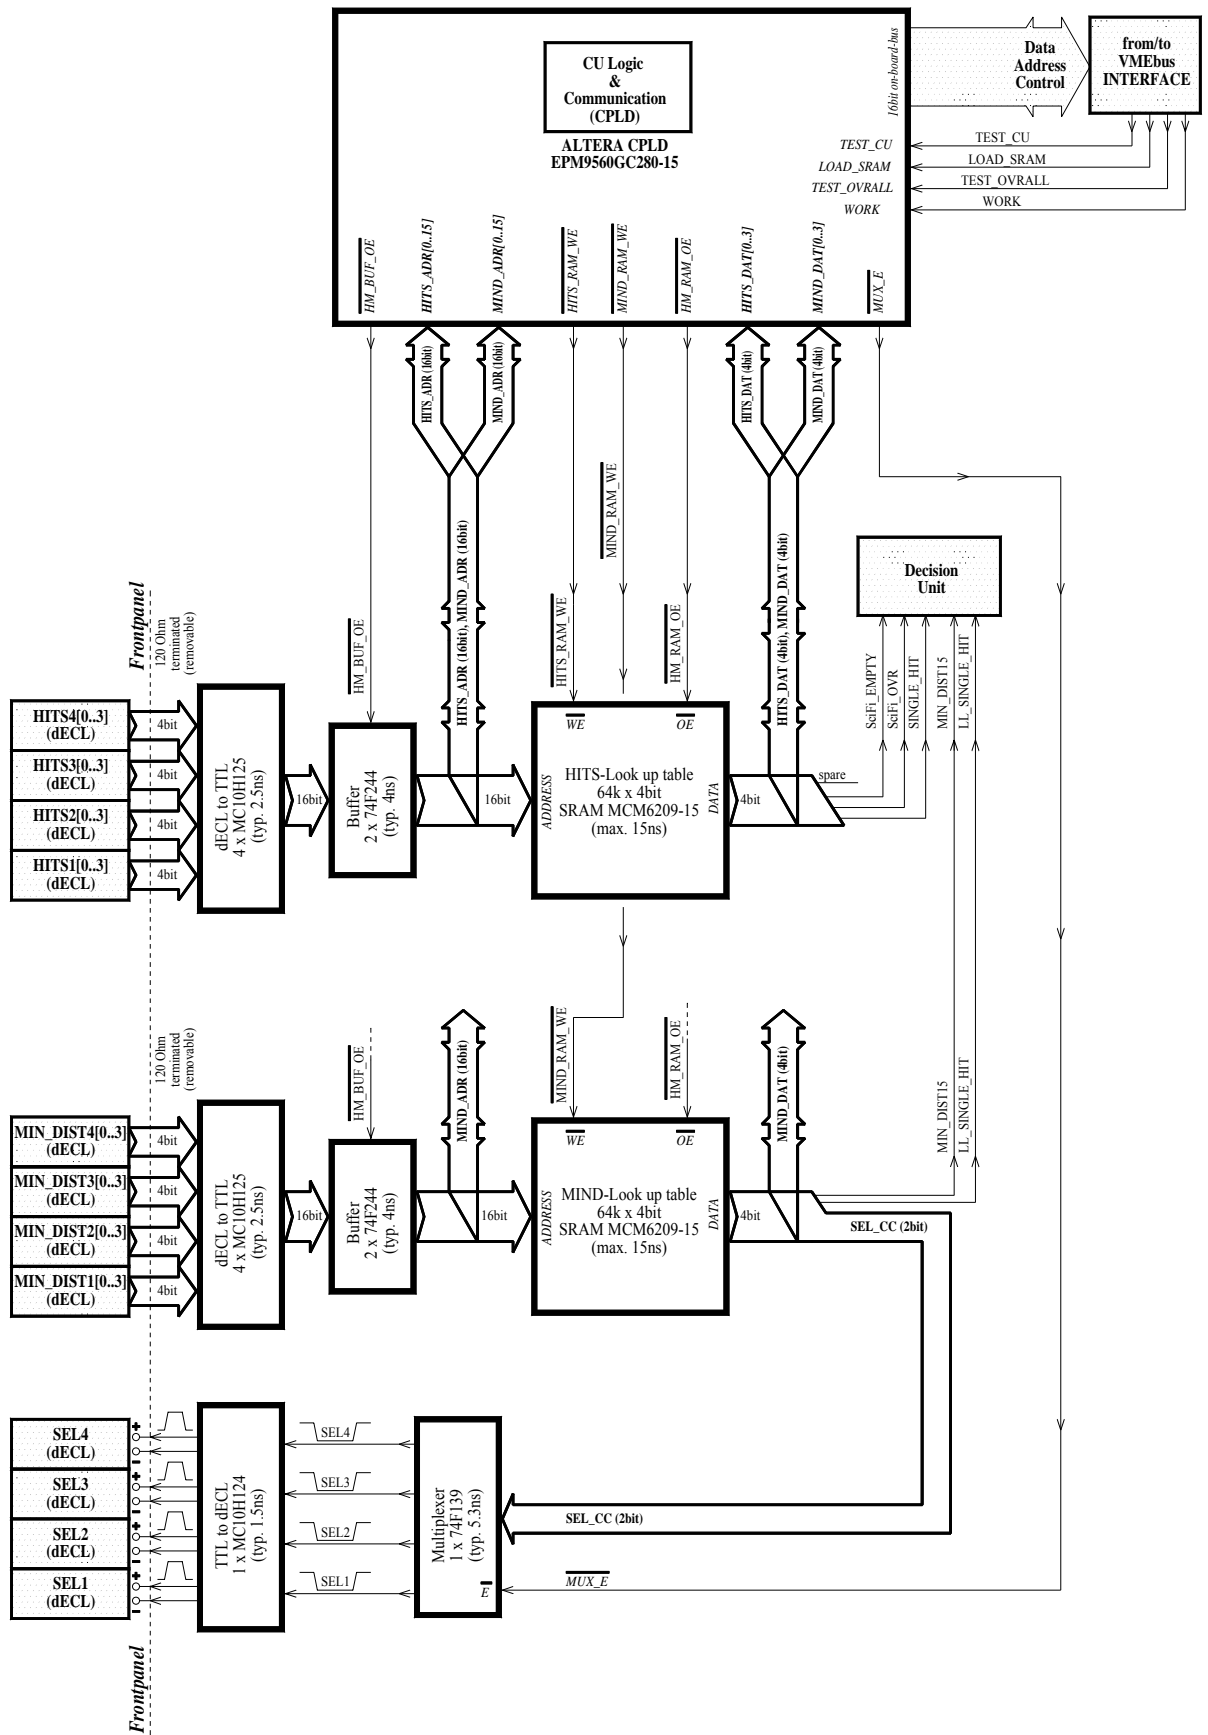 CU Logic
&
Communication
(CPLD)
ALTERA CPLD
EPM9560GC280-15
16bit on-board-bus
Data
Address
Control
from/to
VMEbus
INTERFACE
TEST_CU
LOAD_SRAM
TEST_OVRALL
WORK
TEST_CU
LOAD_SRAM
TEST_OVRALL
WORK
HM_BUF_OE
HITS_ADR[0..15]
MIND_ADR[0..15]
HITS_RAM_WE
MIND_RAM_WE
HM_RAM_OE
HITS_DAT[0..3]
MIND_DAT[0..3]
MUX_E
HITS_ADR (16bit)
MIND_ADR (16bit)
HITS_DAT (4bit)
MIND_DAT (4bit)
MIND_RAM_WE
HM_BUF_OE
HITS_ADR (16bit), MIND_ADR (16bit)
HITS_RAM_WE
HM_RAM_OE
HITS_DAT (4bit), MIND_DAT (4bit)
Decision
Unit
SciFi_EMPTY
SciFi_OVR
SINGLE_HIT
MIN_DIST15
LL_SINGLE_HIT
Frontpanel
120 Ohm
terminated
(removable)
HITS4[0..3]
(dECL)
HITS3[0..3]
(dECL)
HITS2[0..3]
(dECL)
HITS1[0..3]
(dECL)
4bit
4bit
4bit
4bit
dECL to TTL
4 x MC10H125
(typ. 2.5ns)
16bit
Buffer
2 x 74F244
(typ. 4ns)
16bit
ADDRESS
WE
OE
HITS-Look up table
64k x 4bit
SRAM MCM6209-15
(max. 15ns)
DATA
4bit
spare
120 Ohm
terminated
(removable)
HM_BUF_OE
MIND_ADR (16bit)
MIND_RAM_WE
HM_RAM_OE
MIND_DAT (4bit)
MIN_DIST15
LL_SINGLE_HIT
MIN_DIST4[0..3]
(dECL)
MIN_DIST3[0..3]
(dECL)
MIN_DIST2[0..3]
(dECL)
MIN_DIST1[0..3]
(dECL)
4bit
4bit
4bit
4bit
dECL to TTL
4 x MC10H125
(typ. 2.5ns)
16bit
Buffer
2 x 74F244
(typ. 4ns)
16bit
ADDRESS
WE
OE
MIND-Look up table
64k x 4bit
SRAM MCM6209-15
(max. 15ns)
DATA
4bit
SEL_CC (2bit)
SEL4
(dECL)
SEL3
(dECL)
SEL2
(dECL)
SEL1
(dECL)
+
-
+
-
+
-
+
-
TTL to dECL
1 x MC10H124
(typ. 1.5ns)
SEL4
SEL3
SEL2
SEL1
Multiplexer
1 x 74F139
(typ. 5.3ns)
E
SEL_CC (2bit)
MUX_E
Frontpanel